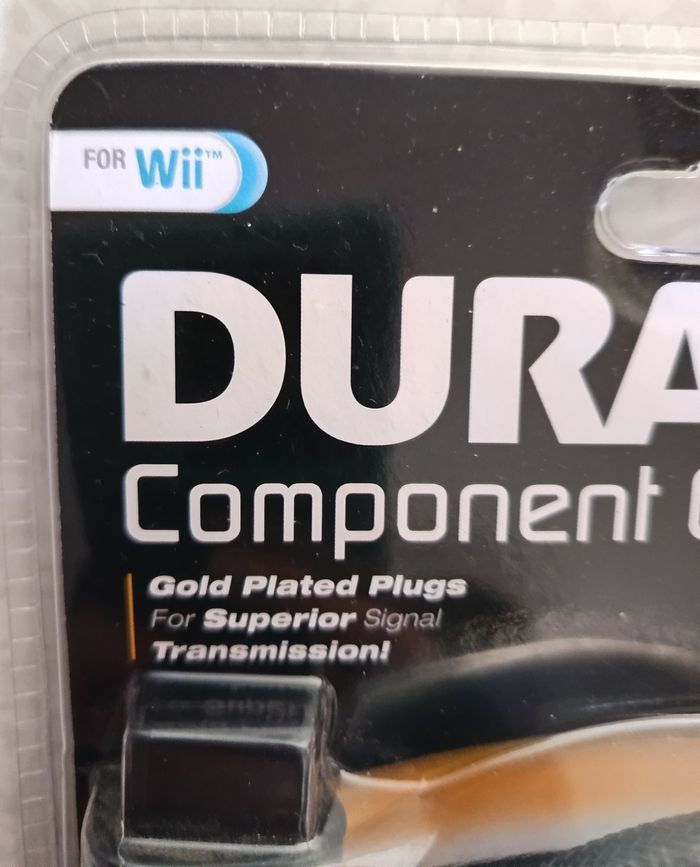 FOR Wii™
DURA
Component
Gold Plated Plugs
For Superior Signal
Transmission!